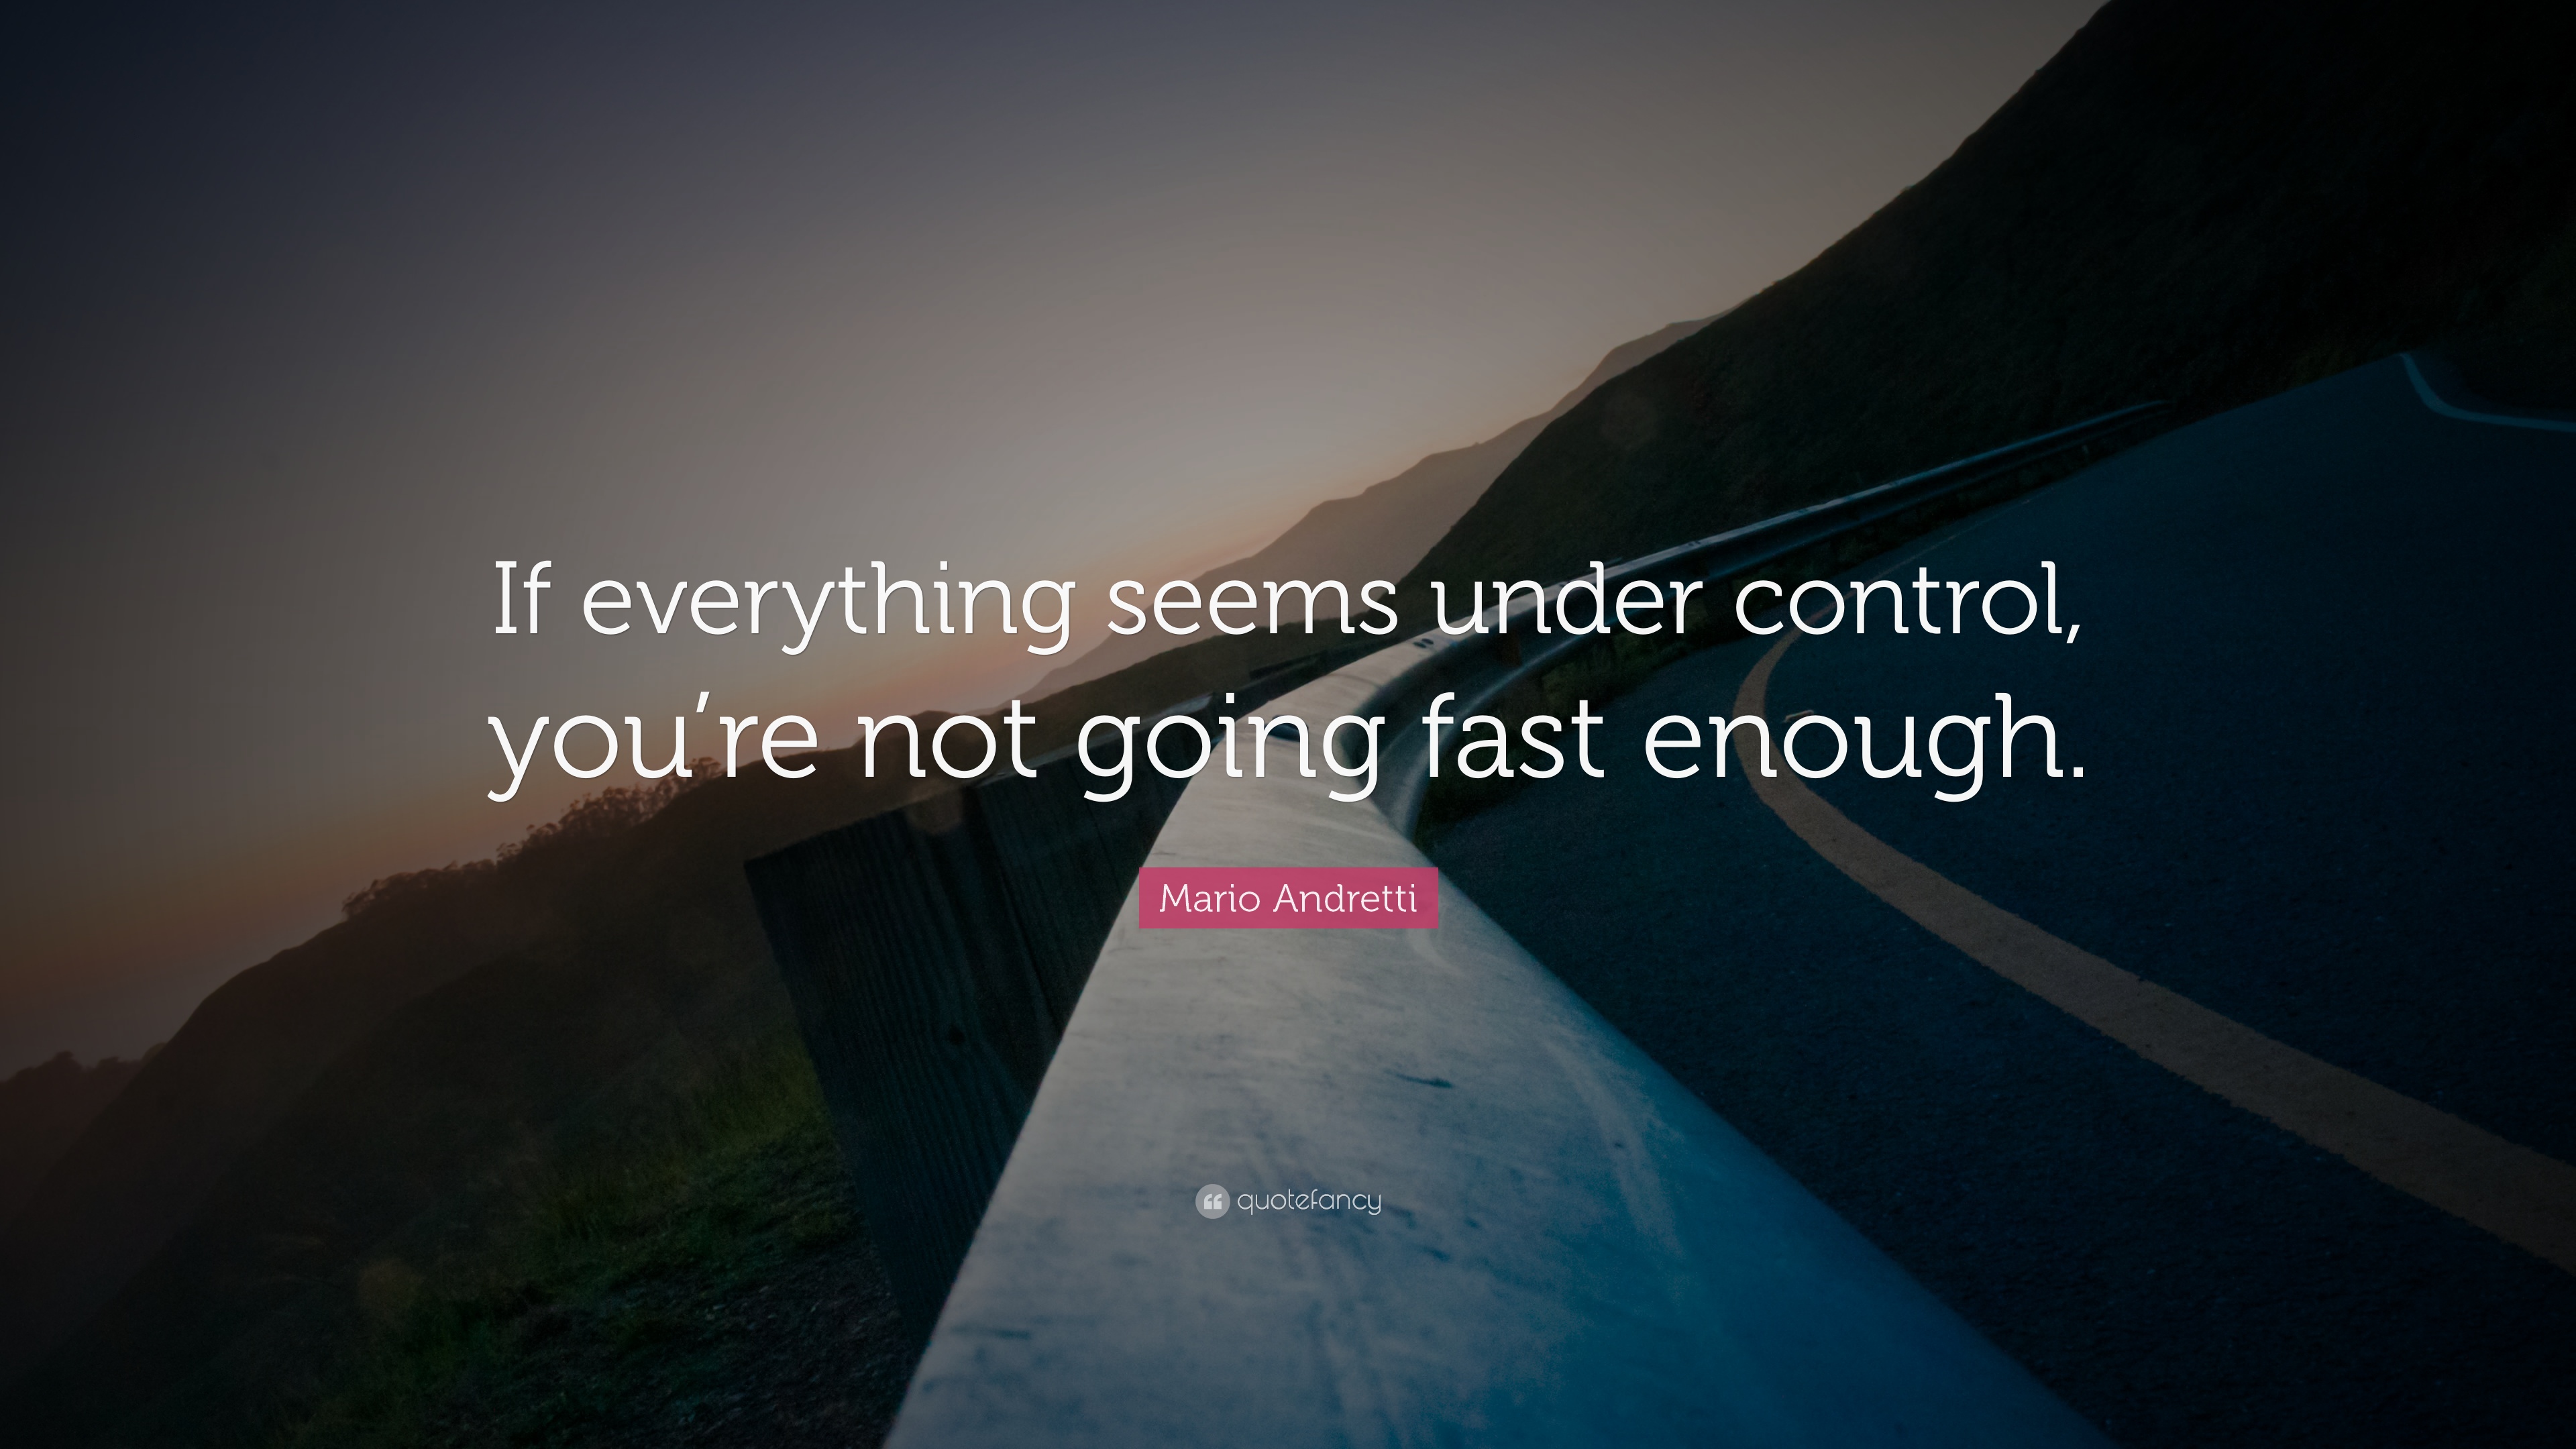 If everything seems under control,
you’re not going fast enough.
Mario Andretti
quotefancy